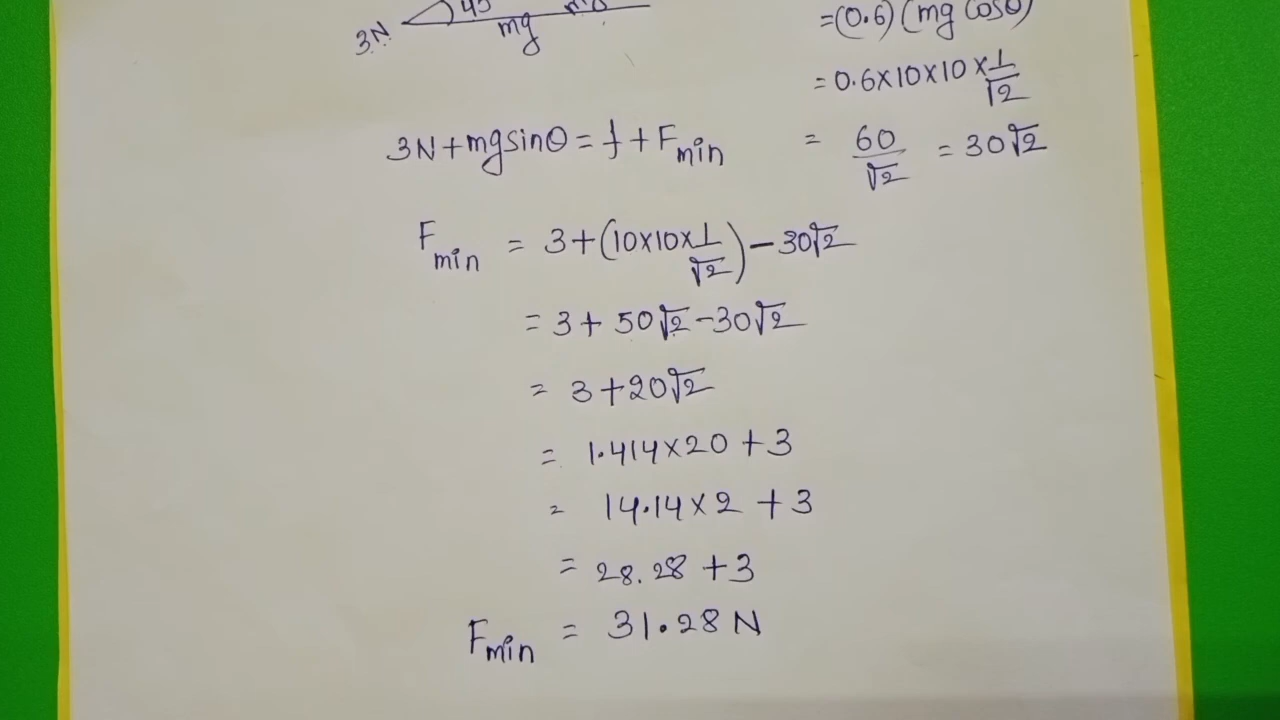 3N 45 mg
=(0.6)(mg cosθ)
=0.6×10×10×1/√2
3N+mgsinθ=f+Fmin
= 60/√2 = 30√2
Fmin = 3+(10×10×1/√2)-30√2
= 3+50√2-30√2
= 3+20√2
= 1.414×20+3
= 14.14×2+3
= 28.28+3
Fmin = 31.28N